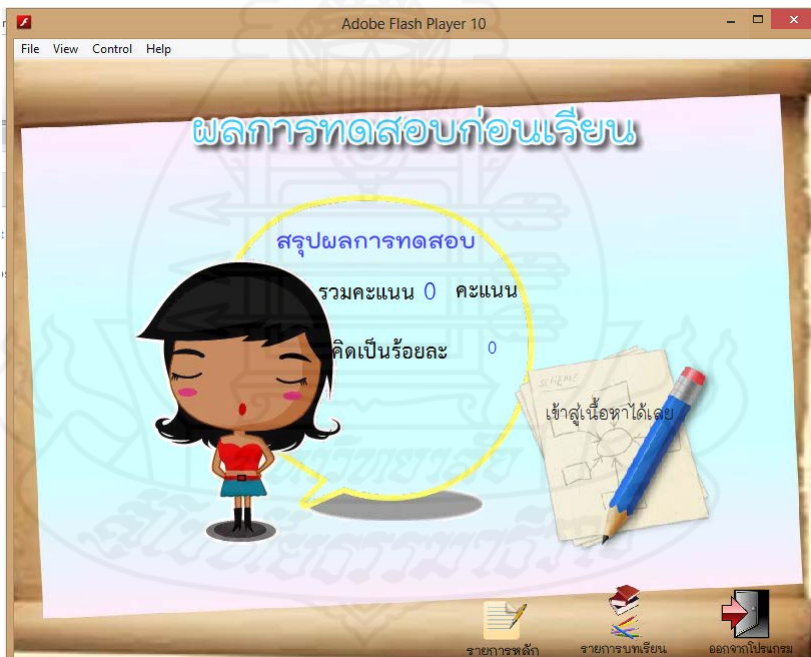 Adobe Flash Player 10
File View Control Help
ผลการทดสอบก่อนเรียน
สรุปผลการทดสอบ
รวมคะแนน 0 คะแนน
คิดเป็นร้อยละ 0
เข้าสู่เนื้อหาได้เลย
รายการหลัก
รายการบทเรียน
ออกจากโปรแกรม